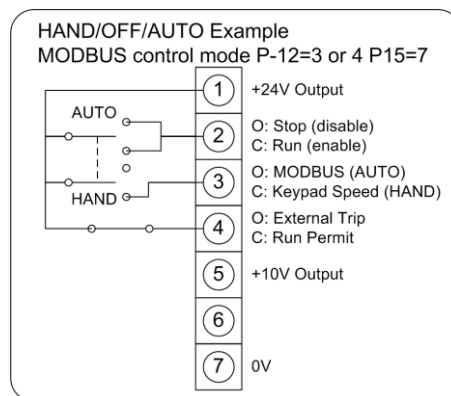 HAND/OFF/AUTO Example
MODBUS control mode P-12=3 or 4 P15=7
1 +24V Output
AUTO
2 O: Stop (disable)
C: Run (enable)
3 O: MODBUS (AUTO)
C: Keypad Speed (HAND)
HAND
4 O: External Trip
C: Run Permit
5 +10V Output
6
7 0V